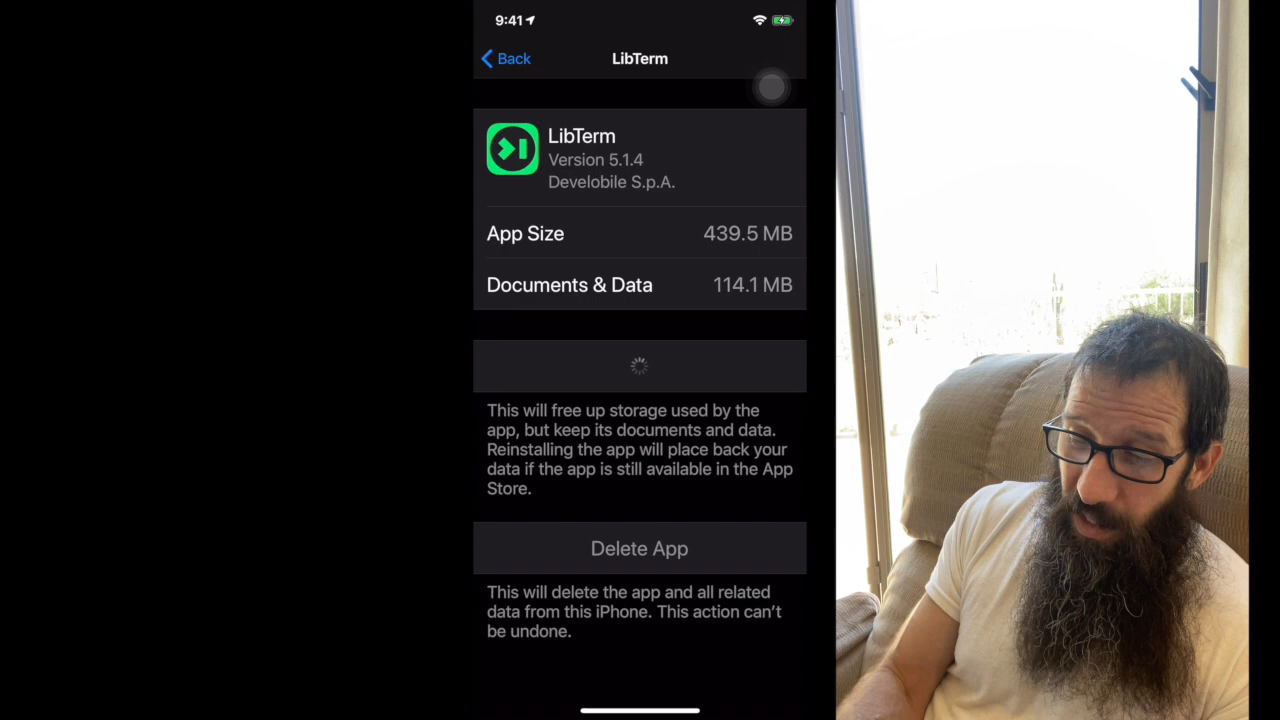 9:41
Back
LibTerm
LibTerm
Version 5.1.4
Develobile S.p.A.
App Size 439.5 MB
Documents & Data 114.1 MB
This will free up storage used by the
app, but keep its documents and data.
Reinstalling the app will place back your
data if the app is still available in the App
Store.
Delete App
This will delete the app and all related
data from this iPhone. This action can't
be undone.